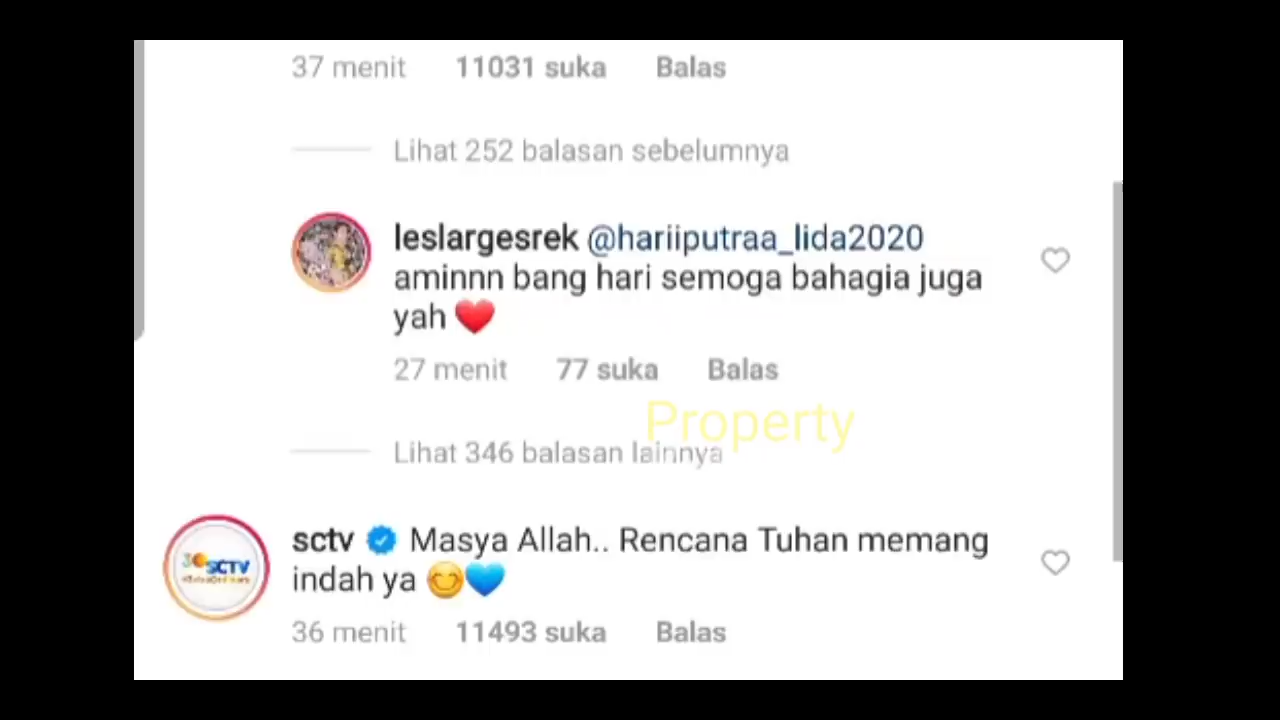 37 menit 11031 suka Balas
Lihat 252 balasan sebelumnya
leslargesrek @hariiputraa_lida2020
aminnn bang hari semoga bahagia juga
yah ❤️
27 menit 77 suka Balas
Property
Lihat 346 balasan lainnya
sctv Masya Allah.. Rencana Tuhan memang
indah ya 😊💙
36 menit 11493 suka Balas
SCTV